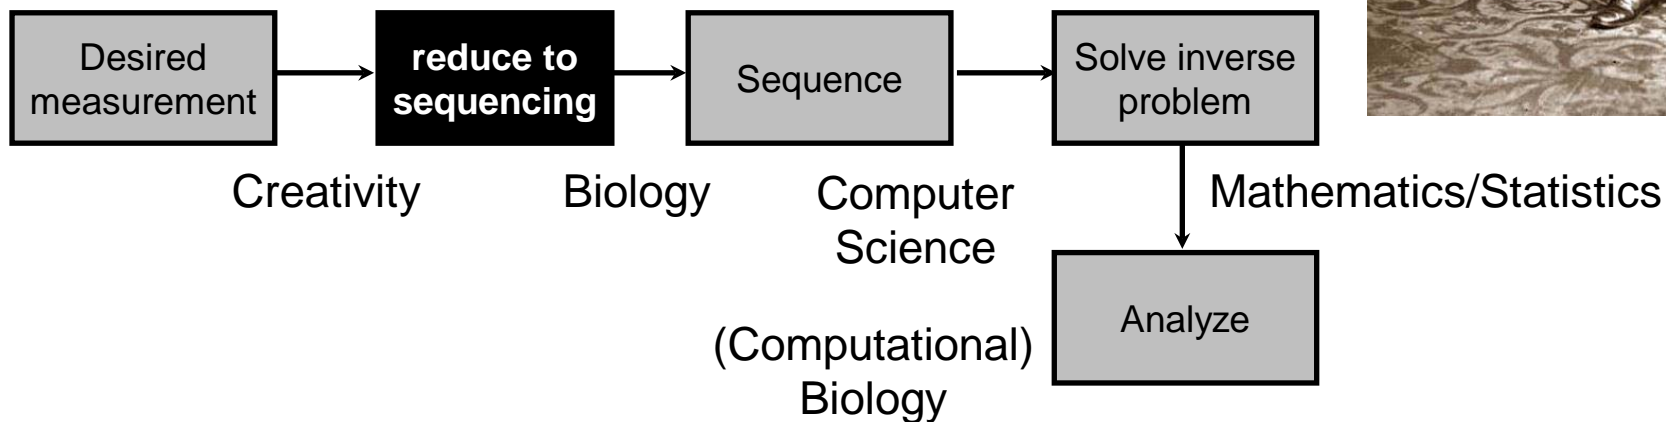 Desired
measurement
reduce to
sequencing
Sequence
Solve inverse
problem
Creativity
Biology
Computer
Science
Mathematics/Statistics
Analyze
(Computational)
Biology